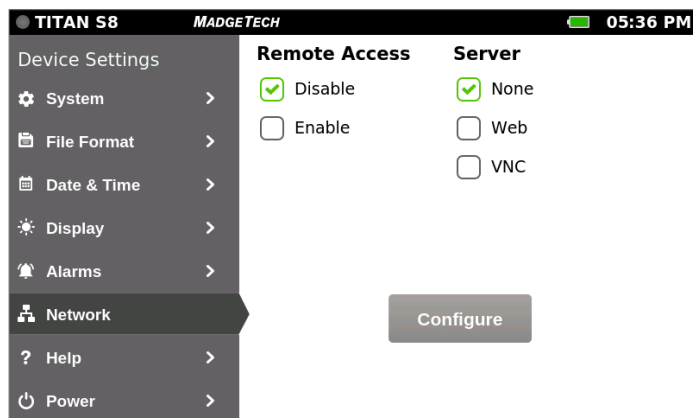 TITAN S8 MADGETECH 05:36 PM
Device Settings
System
File Format
Date & Time
Display
Alarms
Network
? Help
Power
Remote Access
Disable
Enable
Server
None
Web
VNC
Configure